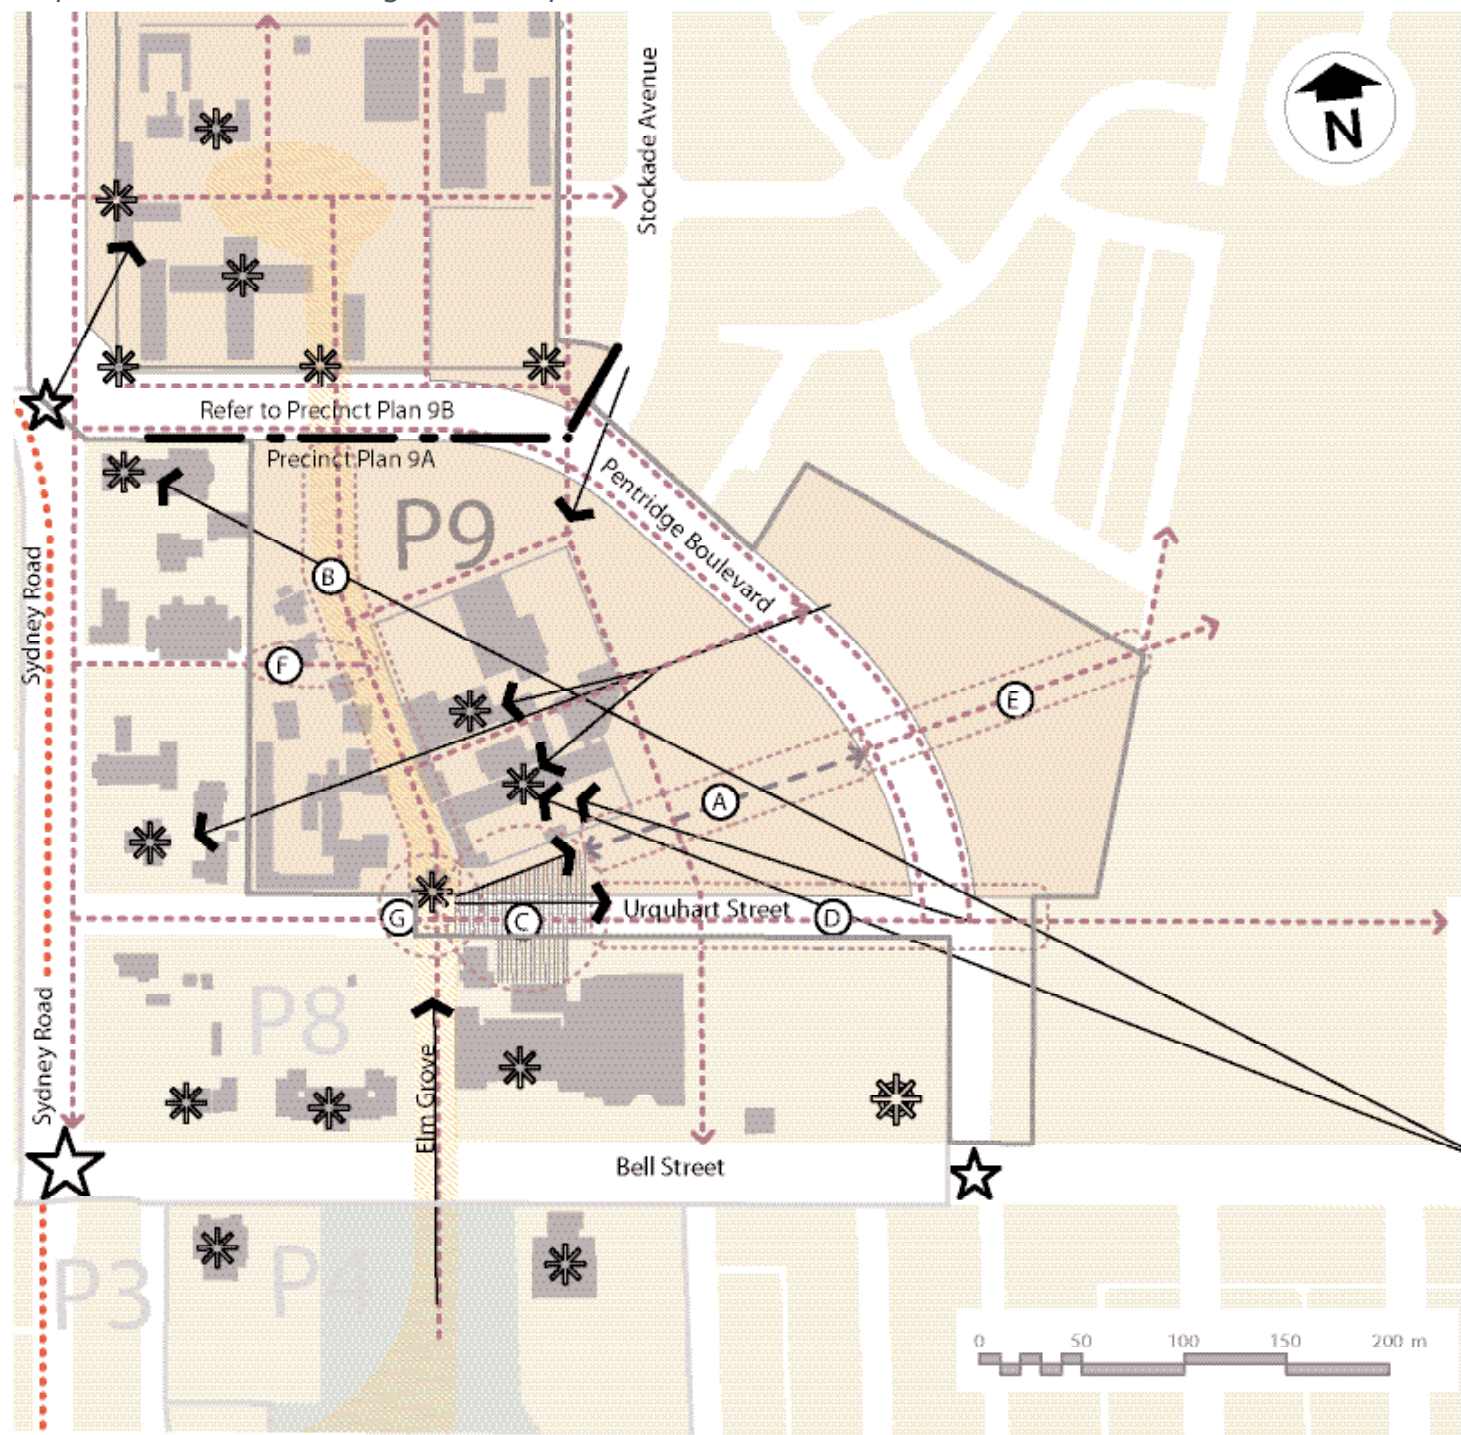 Stockade Avenue
N
Refer to Precinct Plan 9B
Precinct Plan 9A
P9
Pentridge Boulevard
Sydney Road
B
F
E
A
Urquhart Street
G
C
D
P8
Sydney Road
Elm Grove
Bell Street
P3
P4
0 50 100 150 200 m